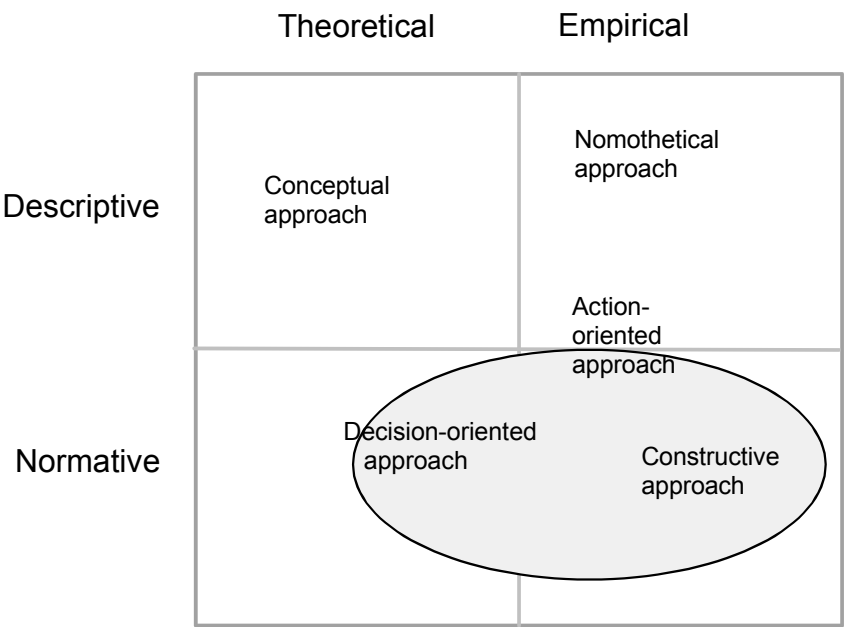 Theoretical
Empirical
Descriptive
Conceptual
approach
Nomothetical
approach
Action-
oriented
approach
Normative
Decision-oriented
approach
Constructive
approach